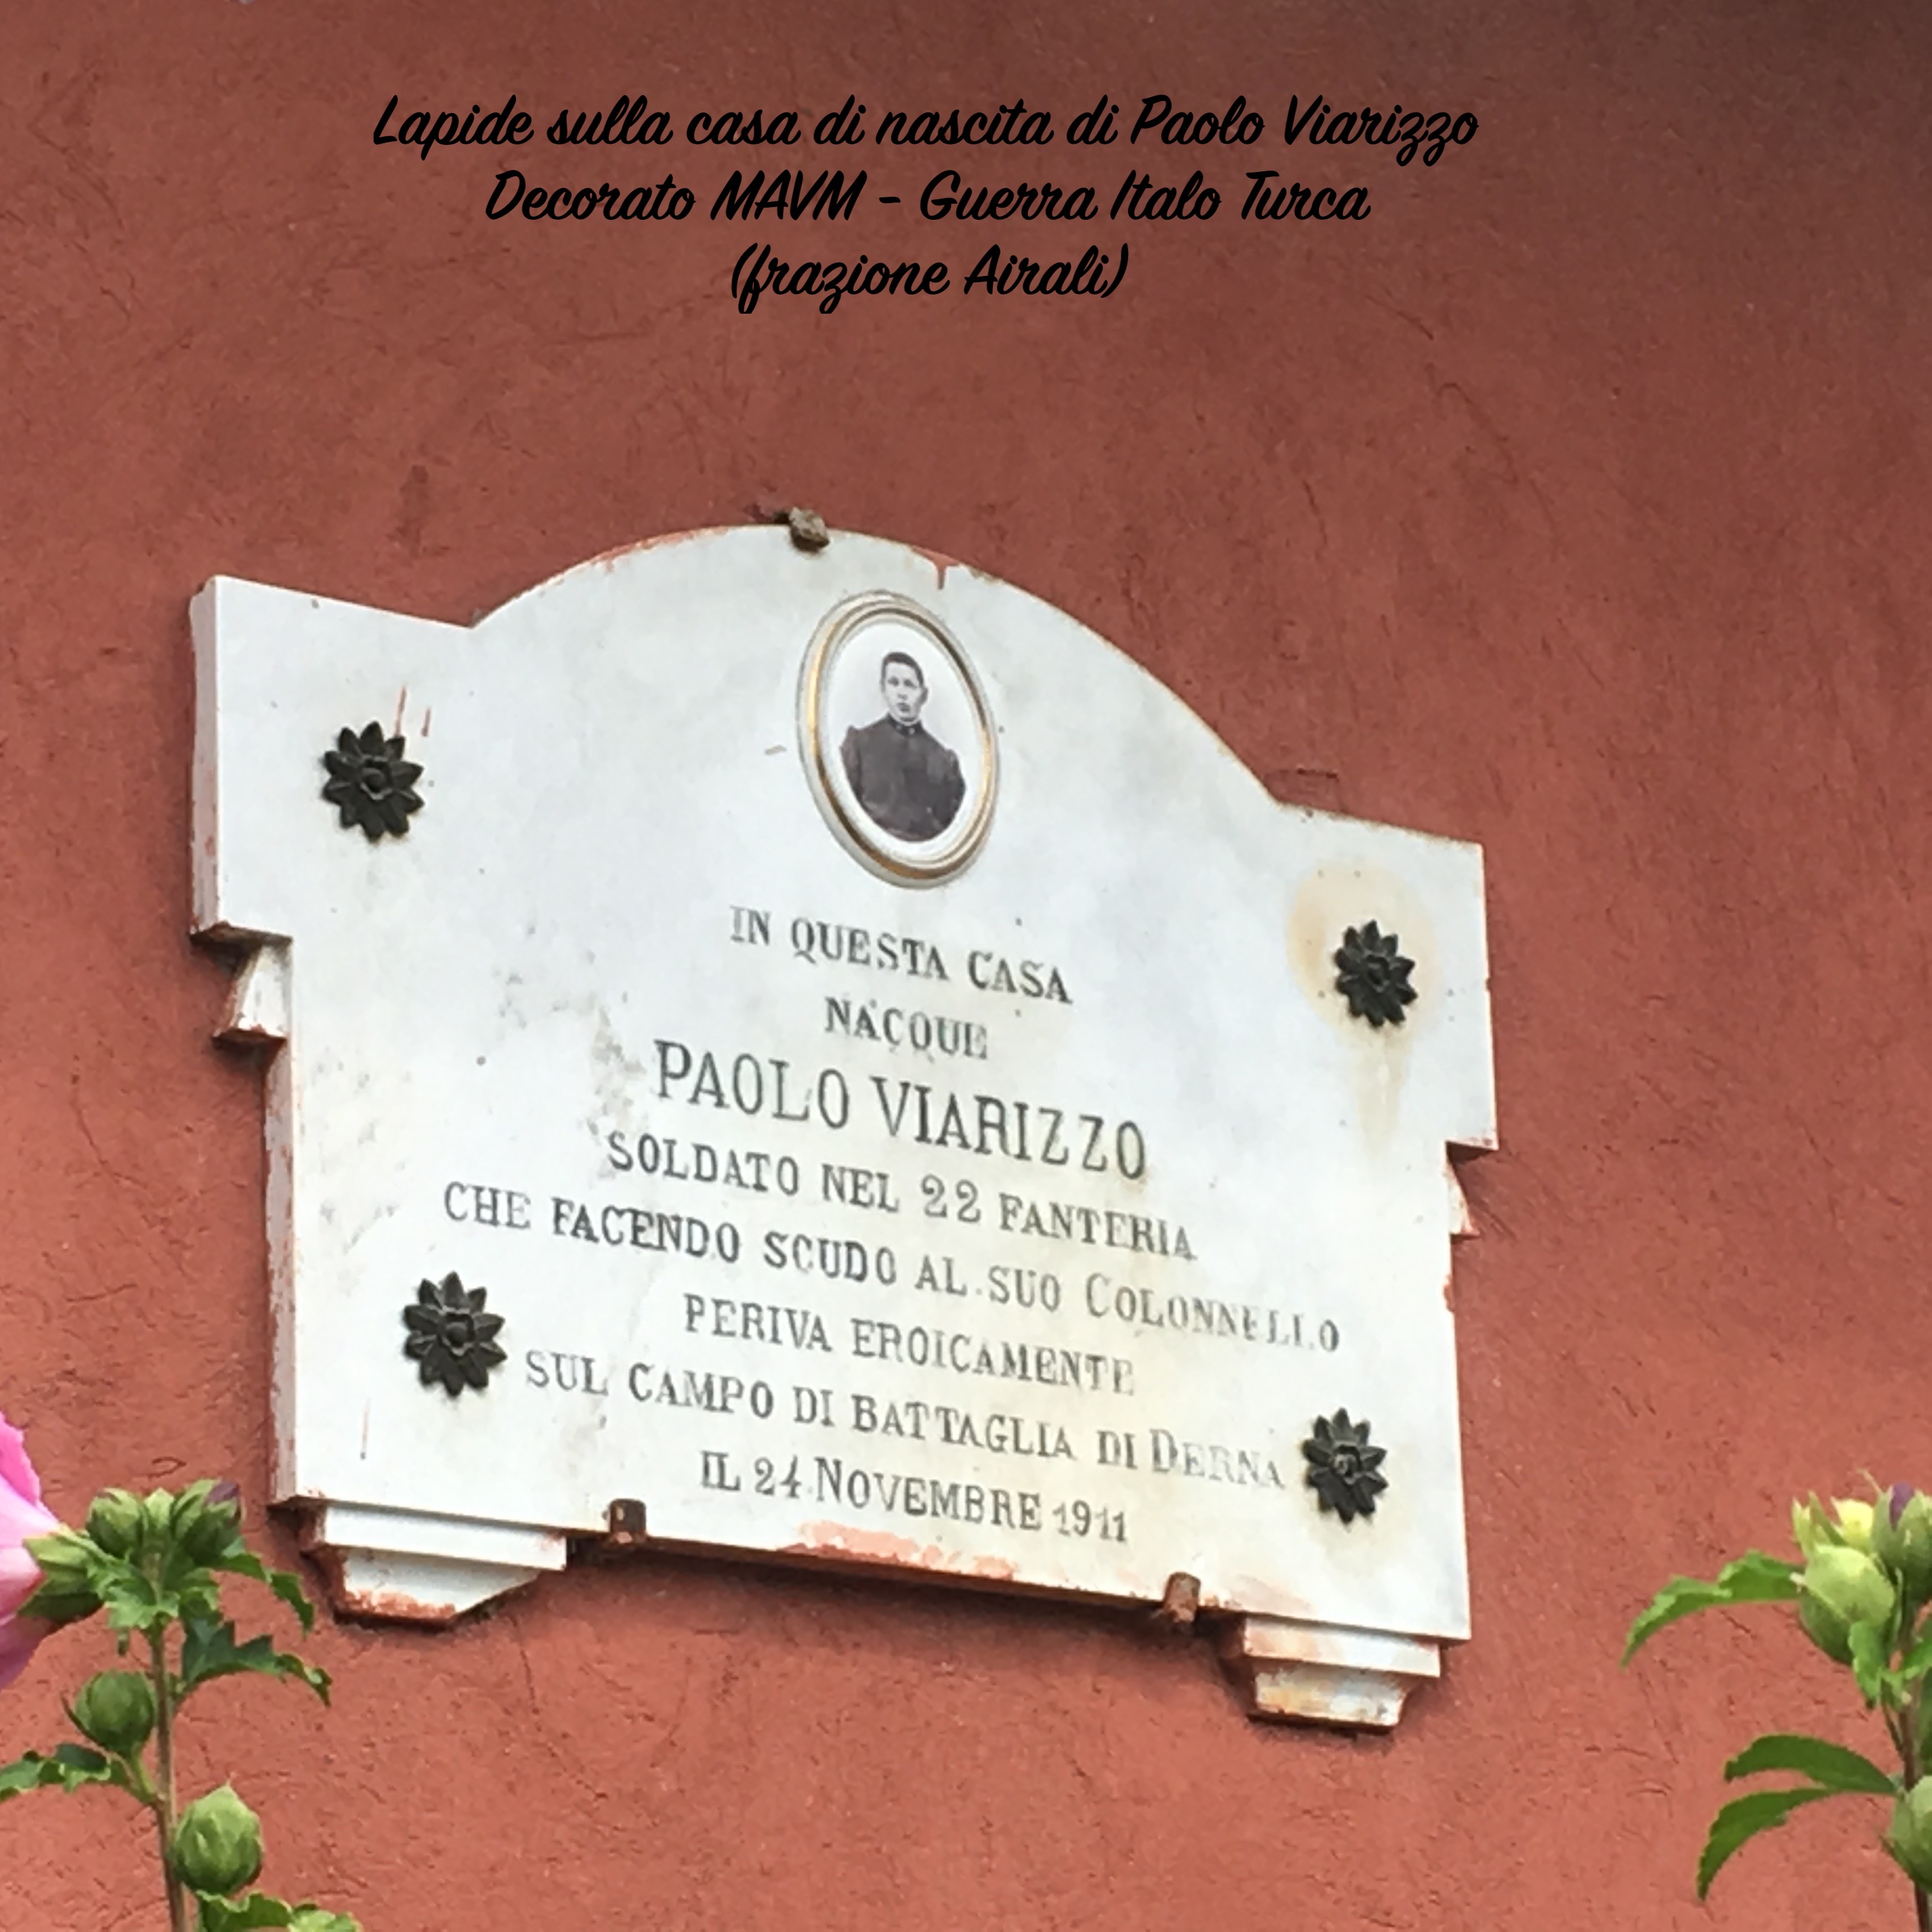 Lapide sulla casa di nascita di Paolo Viarizzo
Decorato MAVM - Guerra Italo Turca
(frazione Airali)
IN QUESTA CASA
NACQUE
PAOLO VIARIZZO
SOLDATO NEL 22 FANTERIA
CHE FACENDO SCUDO AL SUO COLONNELLO
PERIVA EROICAMENTE
SUL CAMPO DI BATTAGLIA DI DERNA
IL 24 NOVEMBRE 1911